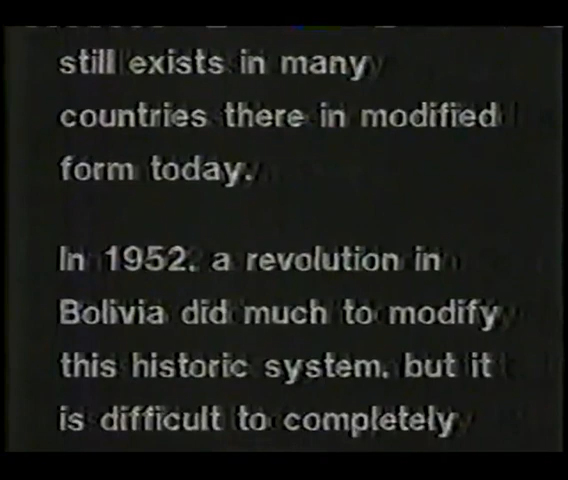 still exists in many
countries there in modified
form today.
In 1952, a revolution in
Bolivia did much to modify
this historic system, but it
is difficult to completely